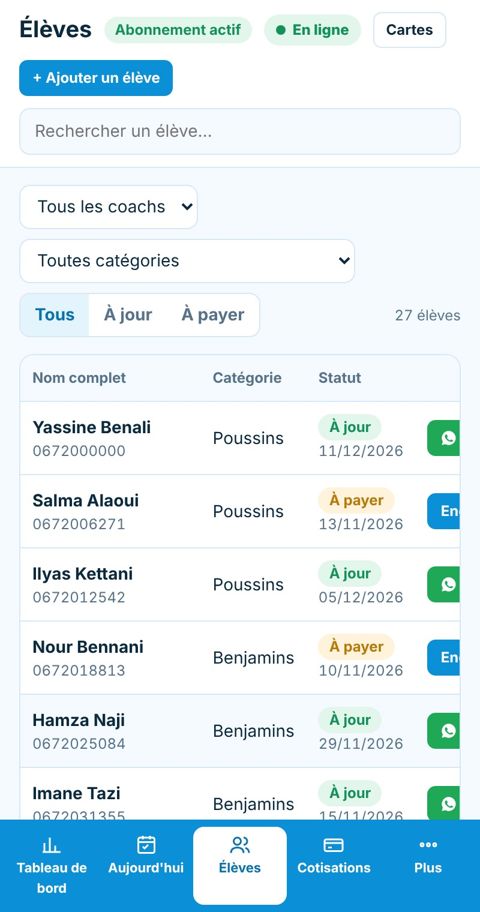 Élèves Abonnement actif En ligne Cartes
+ Ajouter un élève
Rechercher un élève...
Tous les coachs
Toutes catégories
Tous À jour À payer 27 élèves
Nom complet Catégorie Statut
Yassine Benali Poussins À jour
0672000000 11/12/2026
Salma Alaoui Poussins À payer
0672006271 13/11/2026
Ilyas Kettani Poussins À jour
0672012542 05/12/2026
Nour Bennani Benjamins À payer
0672018813 10/11/2026
Hamza Naji Benjamins À jour
0672025084 29/11/2026
Imane Tazi Benjamins À jour
0672031355 15/11/2026
Tableau de bord Aujourd'hui Élèves Cotisations Plus